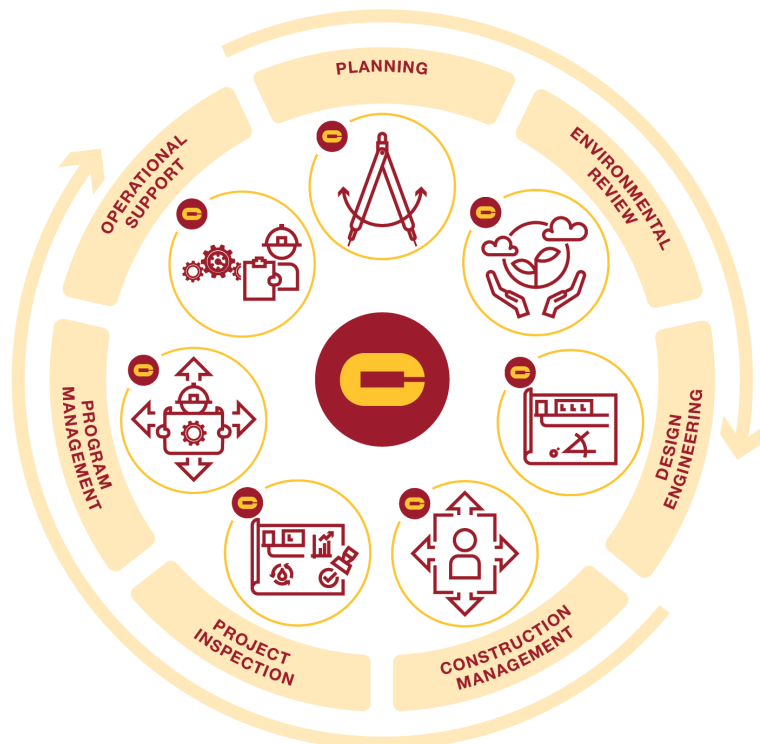 PLANNING
ENVIRONMENTAL
REVIEW
DESIGN
ENGINEERING
CONSTRUCTION
MANAGEMENT
PROJECT
INSPECTION
PROGRAM
MANAGEMENT
OPERATIONAL
SUPPORT